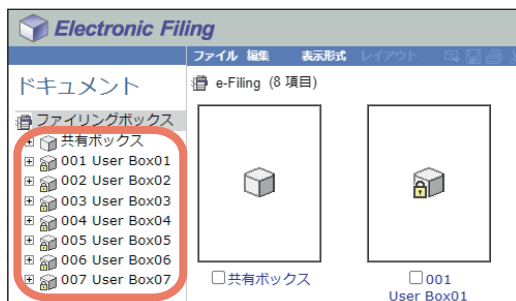 Electronic Filing
ファイル 編集 表示形式 レイアウト
ドキュメント
e-Filing (8 項目)
ファイリングボックス
共有ボックス
001 User Box01
002 User Box02
003 User Box03
004 User Box04
005 User Box05
006 User Box06
007 User Box07
共有ボックス
001
User Box01